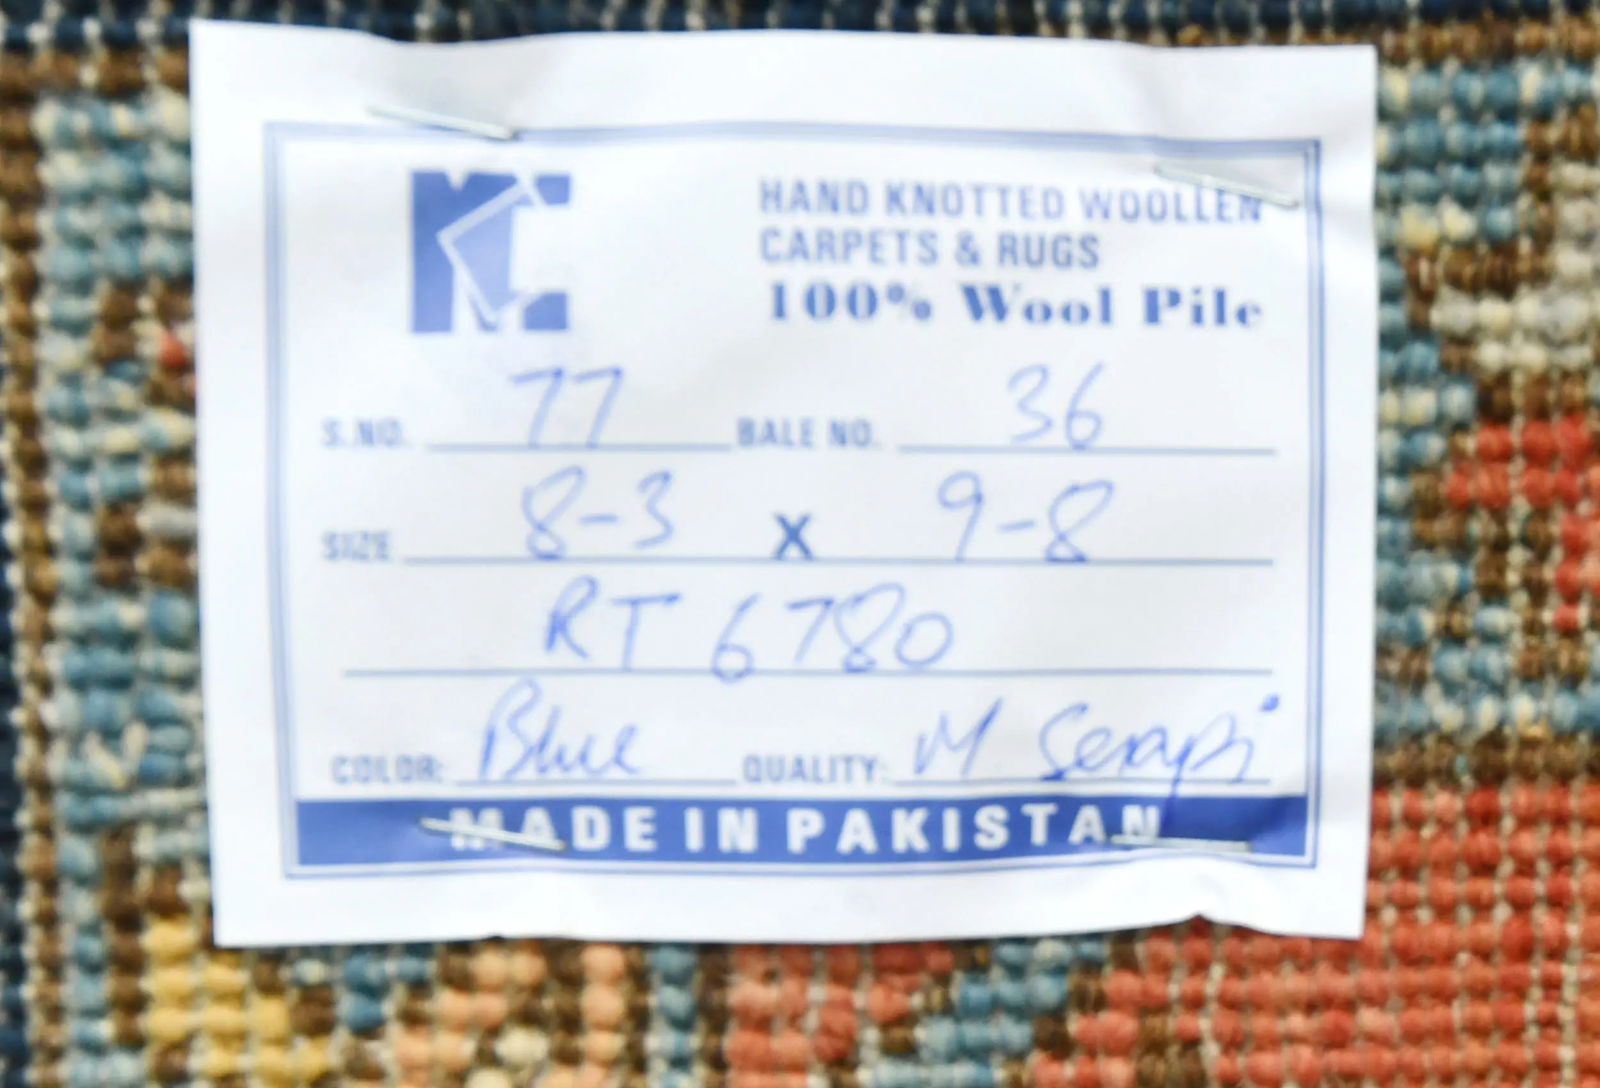 KC
HAND KNOTTED WOOLLEN
CARPETS & RUGS
100% Wool Pile
S.NO. 77 BALE NO. 36
SIZE 8-3 X 9-8
RT 6780
COLOR: Blue QUALITY: M Serapi
MADE IN PAKISTAN